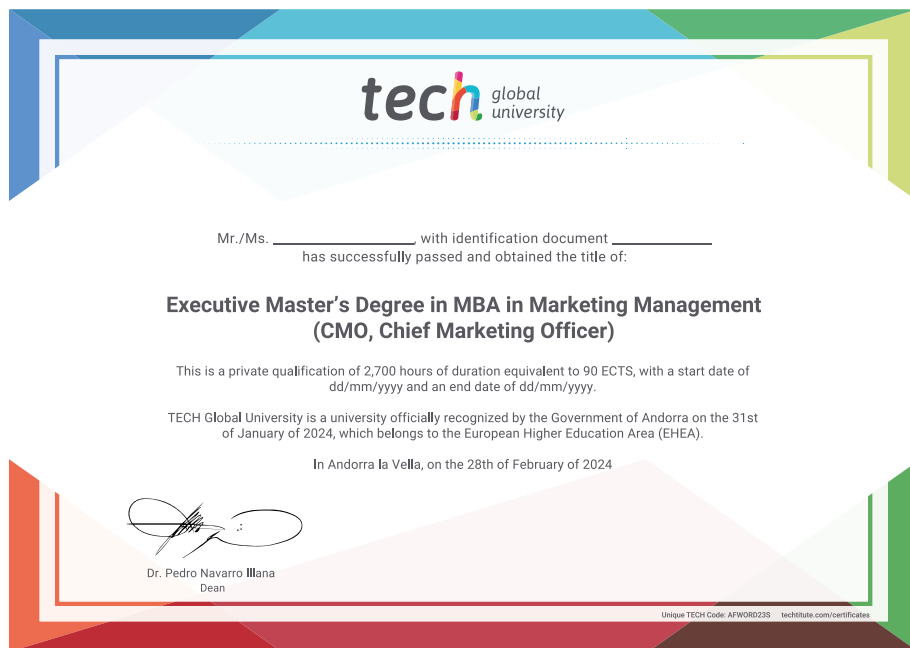 tech global university
Mr./Ms. ________________, with identification document ____________
has successfully passed and obtained the title of:
Executive Master's Degree in MBA in Marketing Management
(CMO, Chief Marketing Officer)
This is a private qualification of 2,700 hours of duration equivalent to 90 ECTS, with a start date of
dd/mm/yyyy and an end date of dd/mm/yyyy.
TECH Global University is a university officially recognized by the Government of Andorra on the 31st
of January of 2024, which belongs to the European Higher Education Area (EHEA).
In Andorra la Vella, on the 28th of February of 2024
Dr. Pedro Navarro Illana
Dean
Unique TECH Code: AFWORD23S techtitute.com/certificates